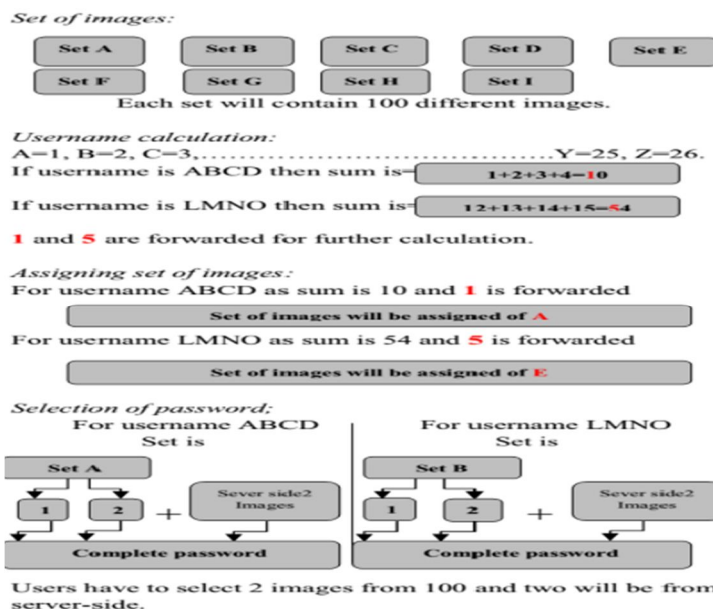 Set of images:
Set A Set B Set C Set D Set E
Set F Set G Set H Set I
Each set will contain 100 different images.
Username calculation:
A=1, B=2, C=3,.......................................Y=25, Z=26.
If username is ABCD then sum is= 1+2+3+4=10
If username is LMNO then sum is= 12+13+14+15=54
1 and 5 are forwarded for further calculation.
Assigning set of images:
For username ABCD as sum is 10 and 1 is forwarded
Set of images will be assigned of A
For username LMNO as sum is 54 and 5 is forwarded
Set of images will be assigned of E
Selection of password;
For username ABCD
Set is
Set A
1 2 + Sever side2
Images
Complete password
For username LMNO
Set is
Set B
1 2 + Sever side2
Images
Complete password
Users have to select 2 images from 100 and two will be from
server-side.